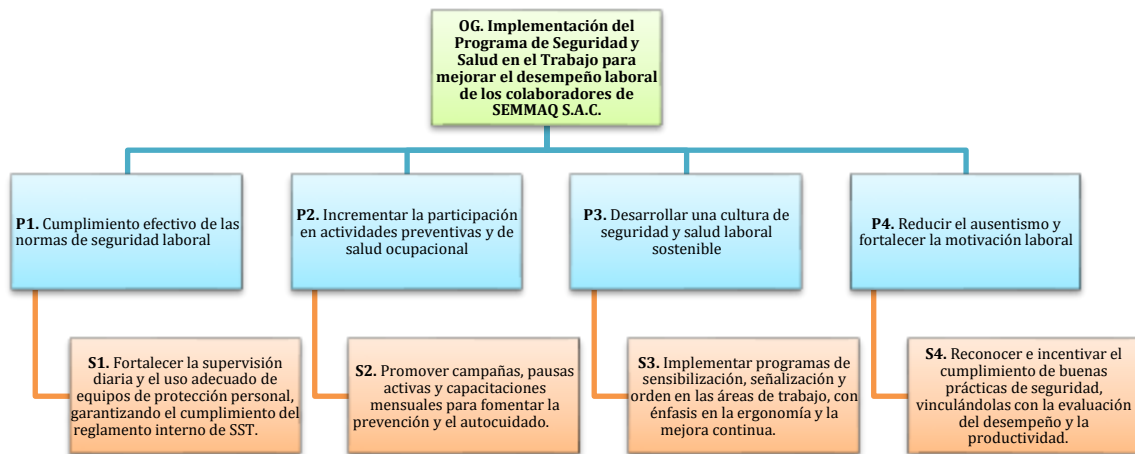 OG. Implementación del
Programa de Seguridad y
Salud en el Trabajo para
mejorar el desempeño laboral
de los colaboradores de
SEMMAQ S.A.C.
P1. Cumplimiento efectivo de las
normas de seguridad laboral
P2. Incrementar la participación
en actividades preventivas y de
salud ocupacional
P3. Desarrollar una cultura de
seguridad y salud laboral
sostenible
P4. Reducir el ausentismo y
fortalecer la motivación laboral
S1. Fortalecer la supervisión
diaria y el uso adecuado de
equipos de protección personal,
garantizando el cumplimiento del
reglamento interno de SST.
S2. Promover campañas, pausas
activas y capacitaciones
mensuales para fomentar la
prevención y el autocuidado.
S3. Implementar programas de
sensibilización, señalización y
orden en las áreas de trabajo, con
énfasis en la ergonomía y la
mejora continua.
S4. Reconocer e incentivar el
cumplimiento de buenas
prácticas de seguridad,
vinculándolas con la evaluación
del desempeño y la
productividad.